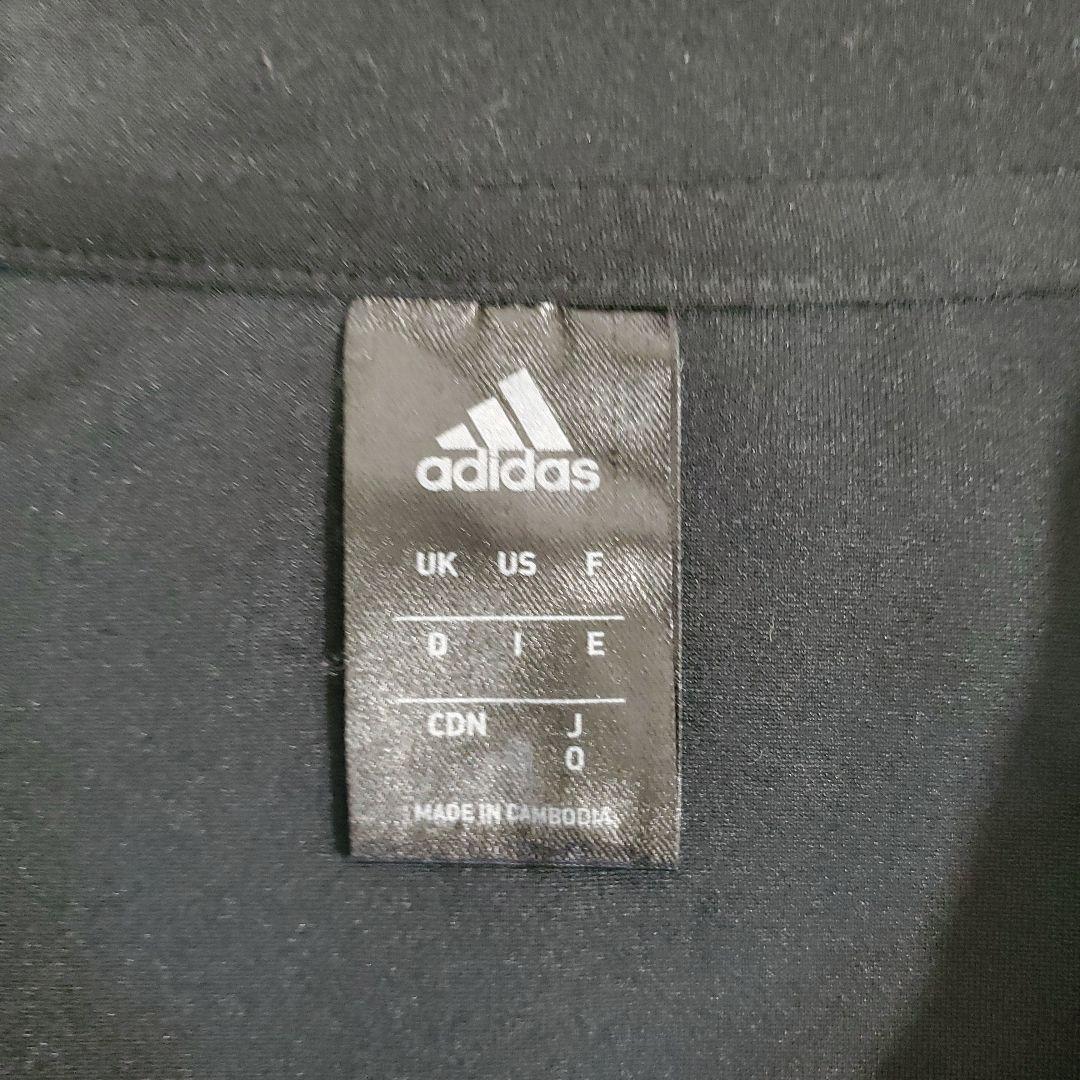 adidas
UK US F
D I E
CDN J
O
MADE IN CAMBODIA